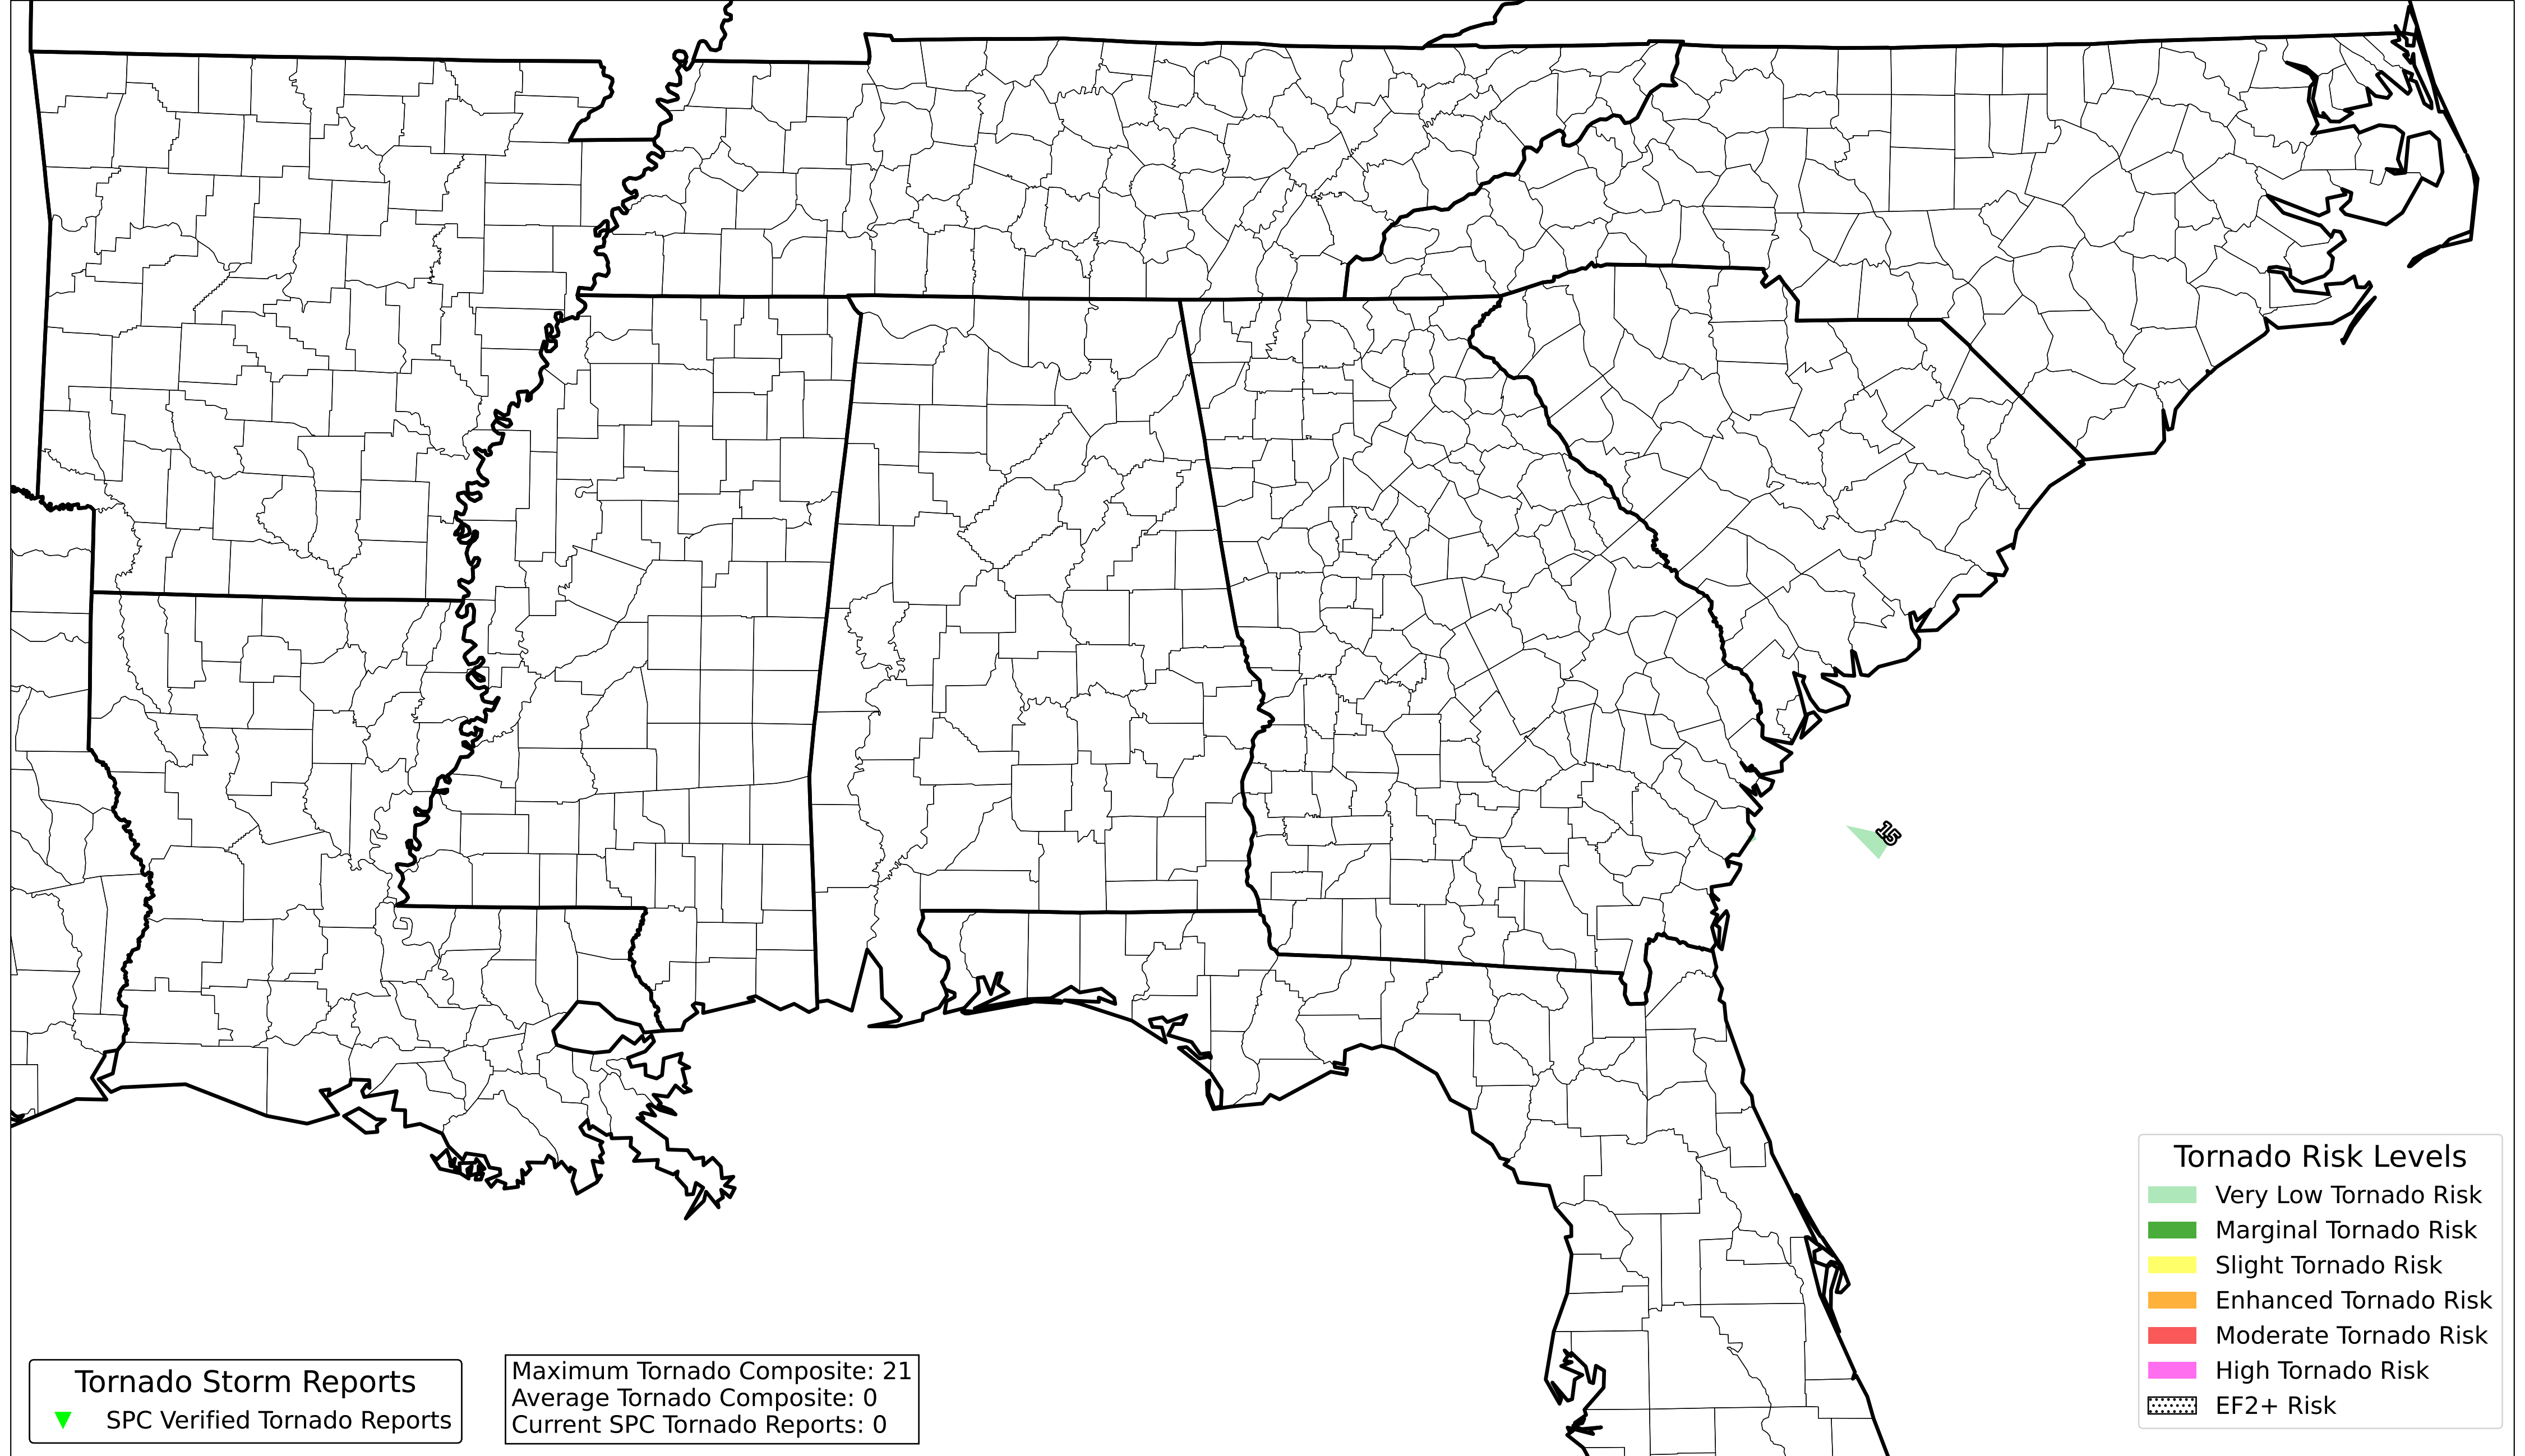 15
Tornado Risk Levels
Very Low Tornado Risk
Marginal Tornado Risk
Slight Tornado Risk
Enhanced Tornado Risk
Moderate Tornado Risk
High Tornado Risk
EF2+ Risk
Tornado Storm Reports
SPC Verified Tornado Reports
Maximum Tornado Composite: 21
Average Tornado Composite: 0
Current SPC Tornado Reports: 0